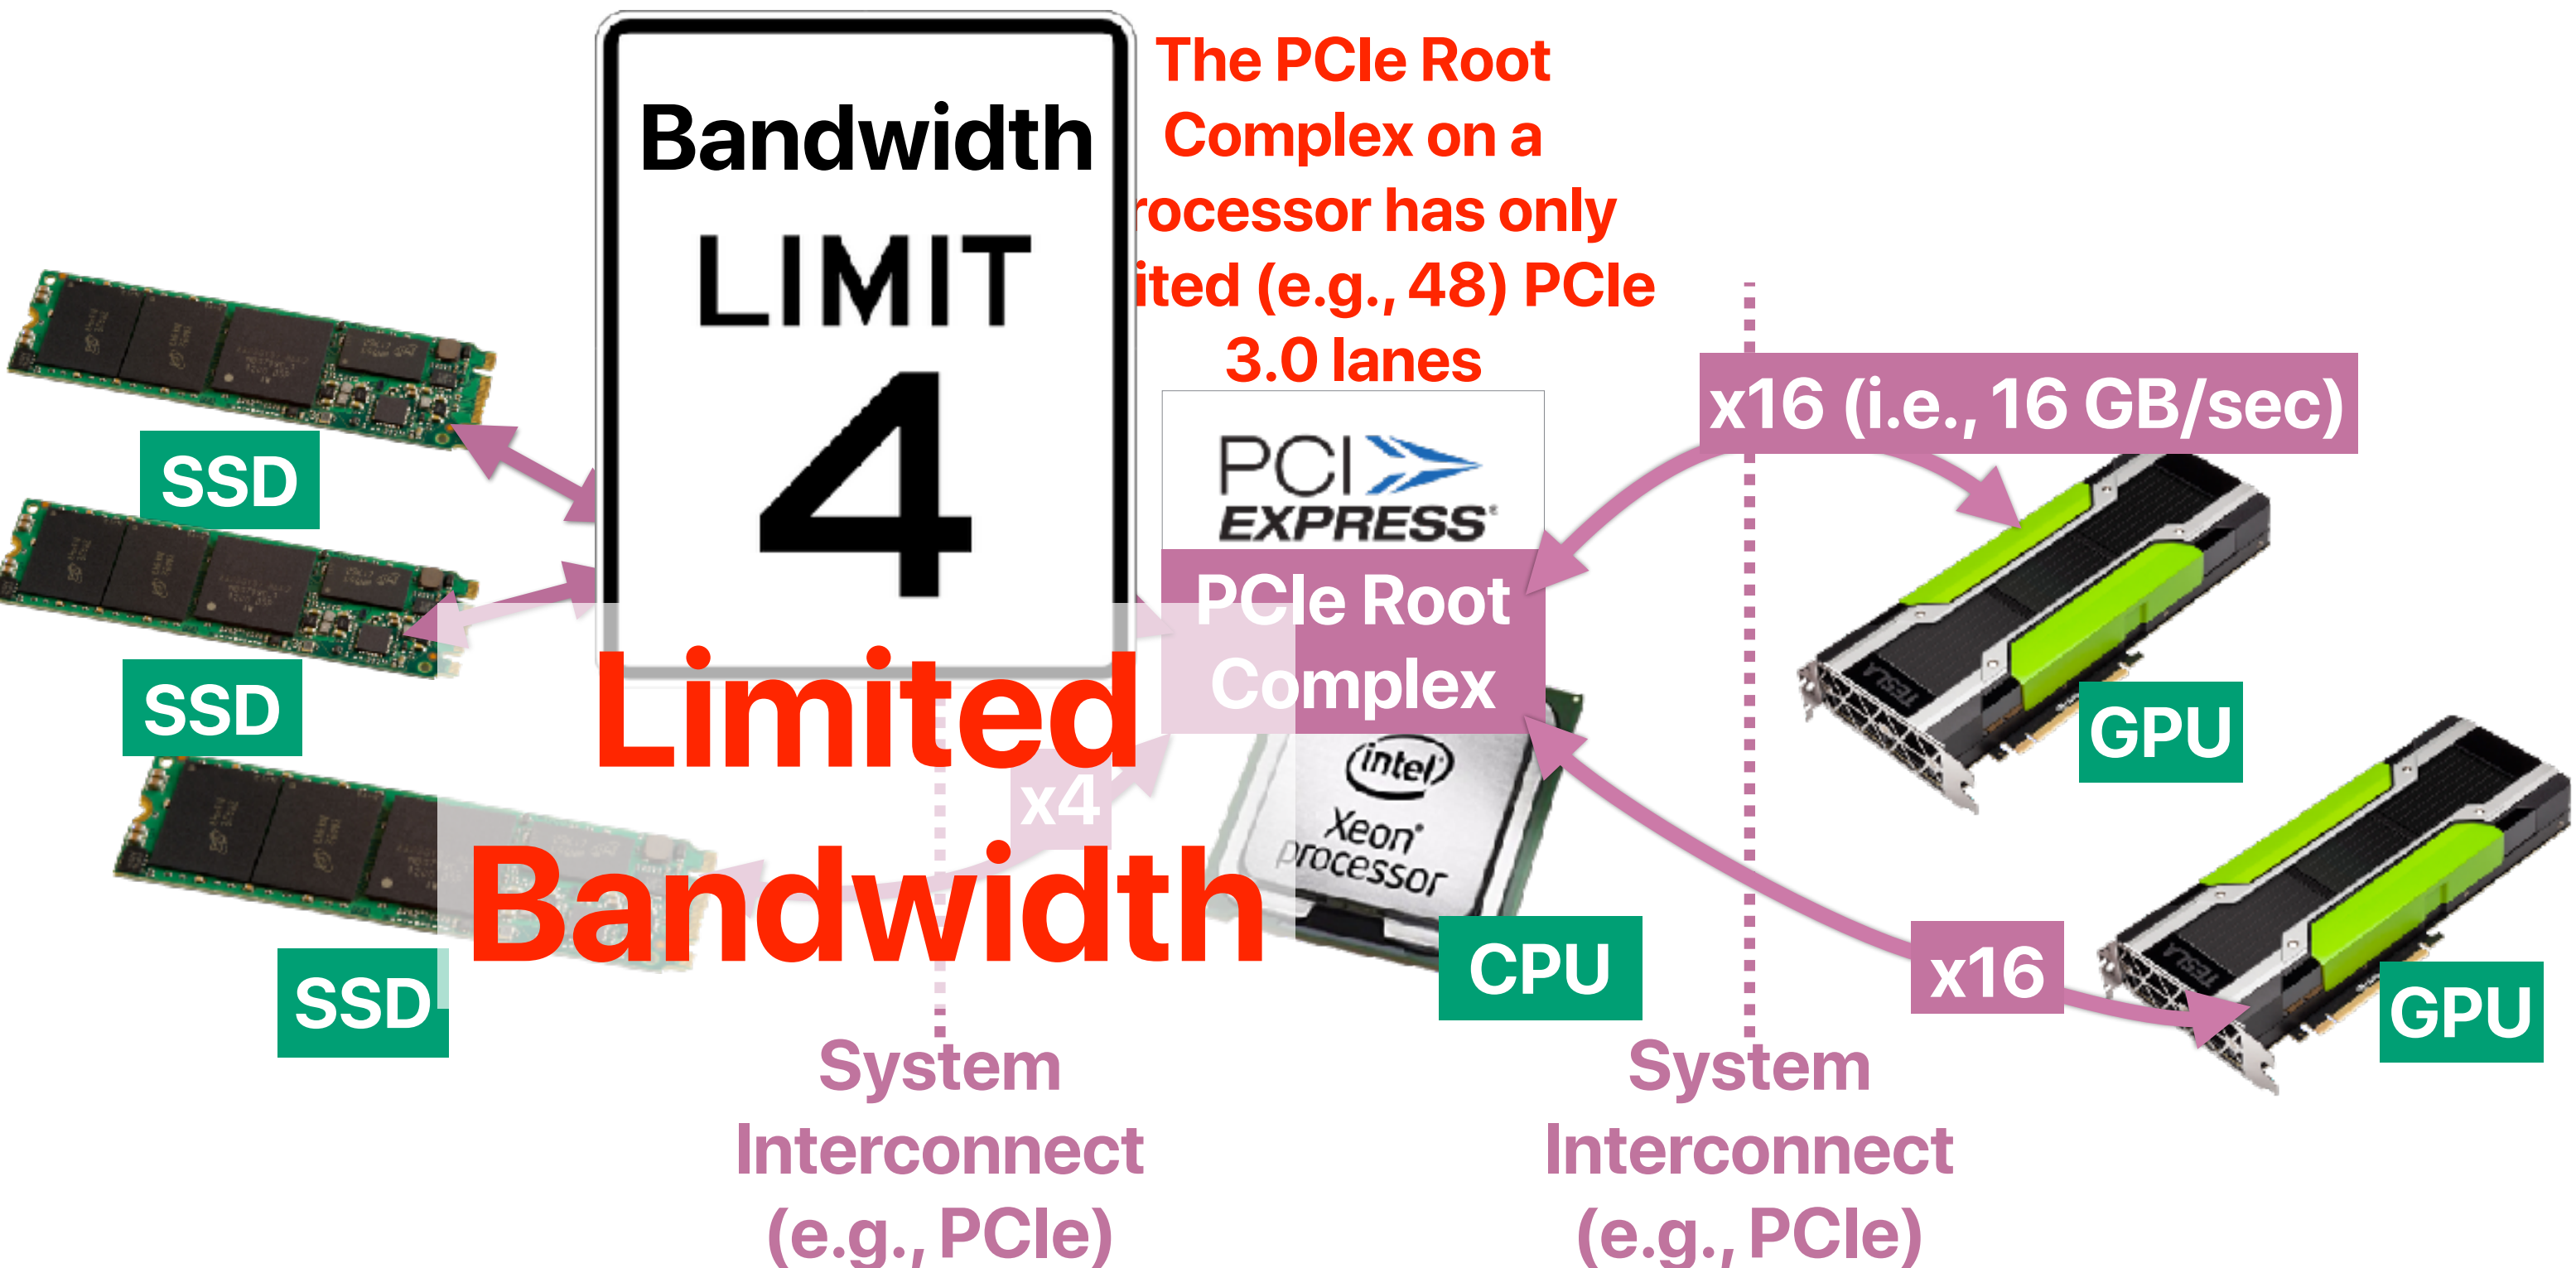 The PCIe Root
Complex on a
rocessor has only
ited (e.g., 48) PCIe
3.0 lanes
Bandwidth
LIMIT
4
SSD
SSD
SSD
Limited
Bandwidth
x4
PCI
EXPRESS
PCIe Root
Complex
intel
Xeon
processor
CPU
x16 (i.e., 16 GB/sec)
TESLA
GPU
x16
TESLA
GPU
System
Interconnect
(e.g., PCIe)
System
Interconnect
(e.g., PCIe)